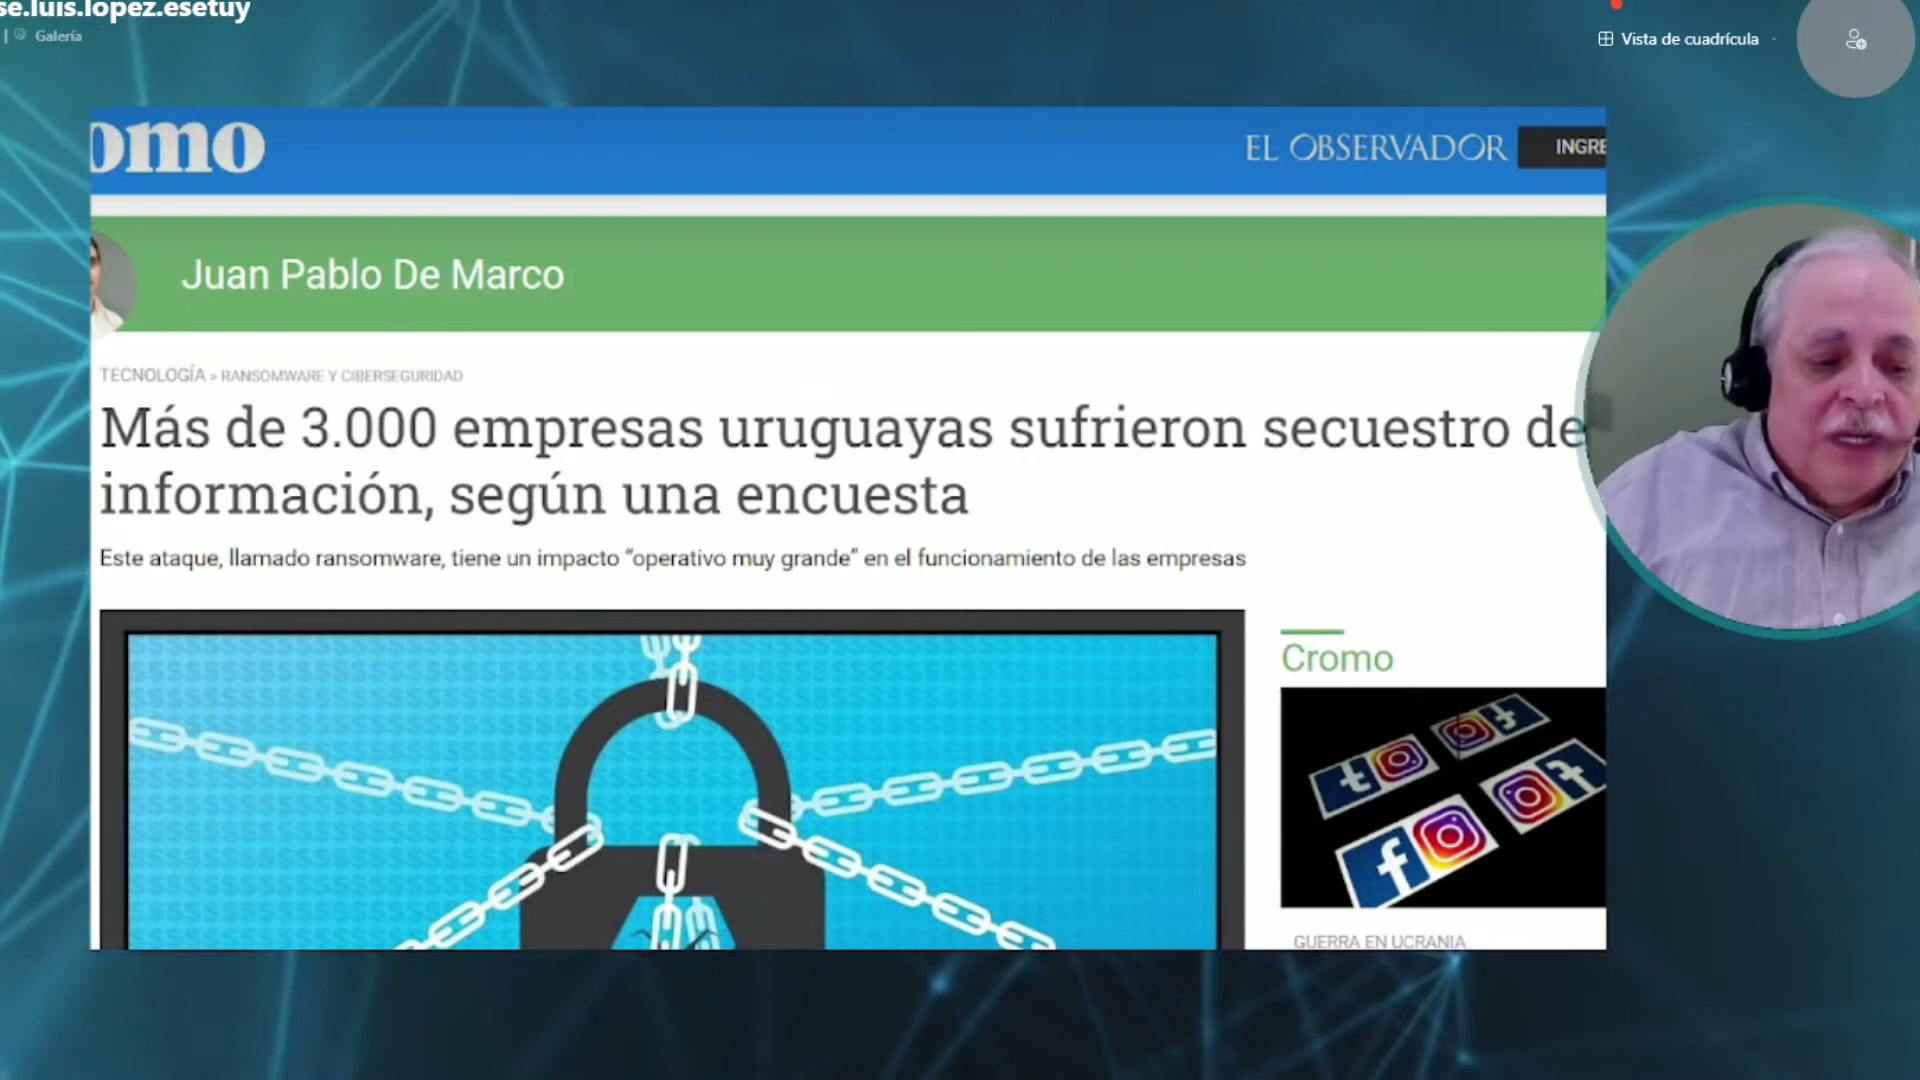 se.luis.lopez.esetuy
Galería
Vista de cuadrícula
omo
EL OBSERVADOR
INGRE
Juan Pablo De Marco
TECNOLOGÍA > RANSOMWARE Y CIBERSEGURIDAD
Más de 3.000 empresas uruguayas sufrieron secuestro de
información, según una encuesta
Este ataque, llamado ransomware, tiene un impacto “operativo muy grande” en el funcionamiento de las empresas
Cromo
GUERRA EN UCRANIA